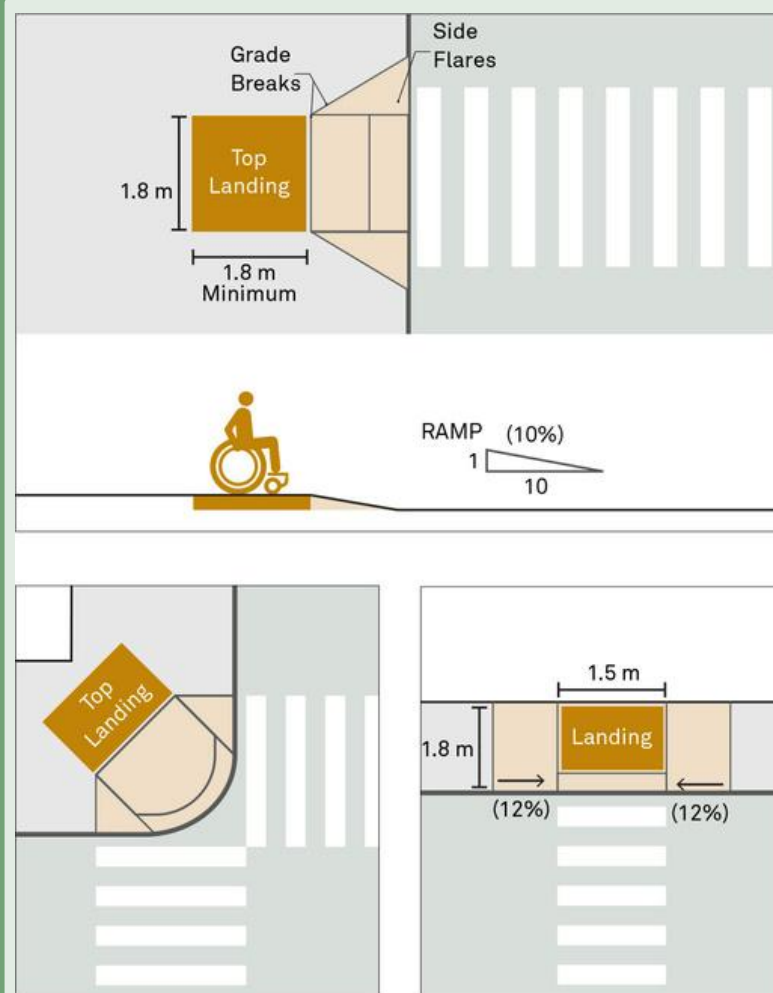 Side
Flares
Grade
Breaks
Top
Landing
1.8 m
1.8 m
Minimum
RAMP (10%)
1
10
Top
Landing
1.5 m
1.8 m
Landing
(12%)
(12%)